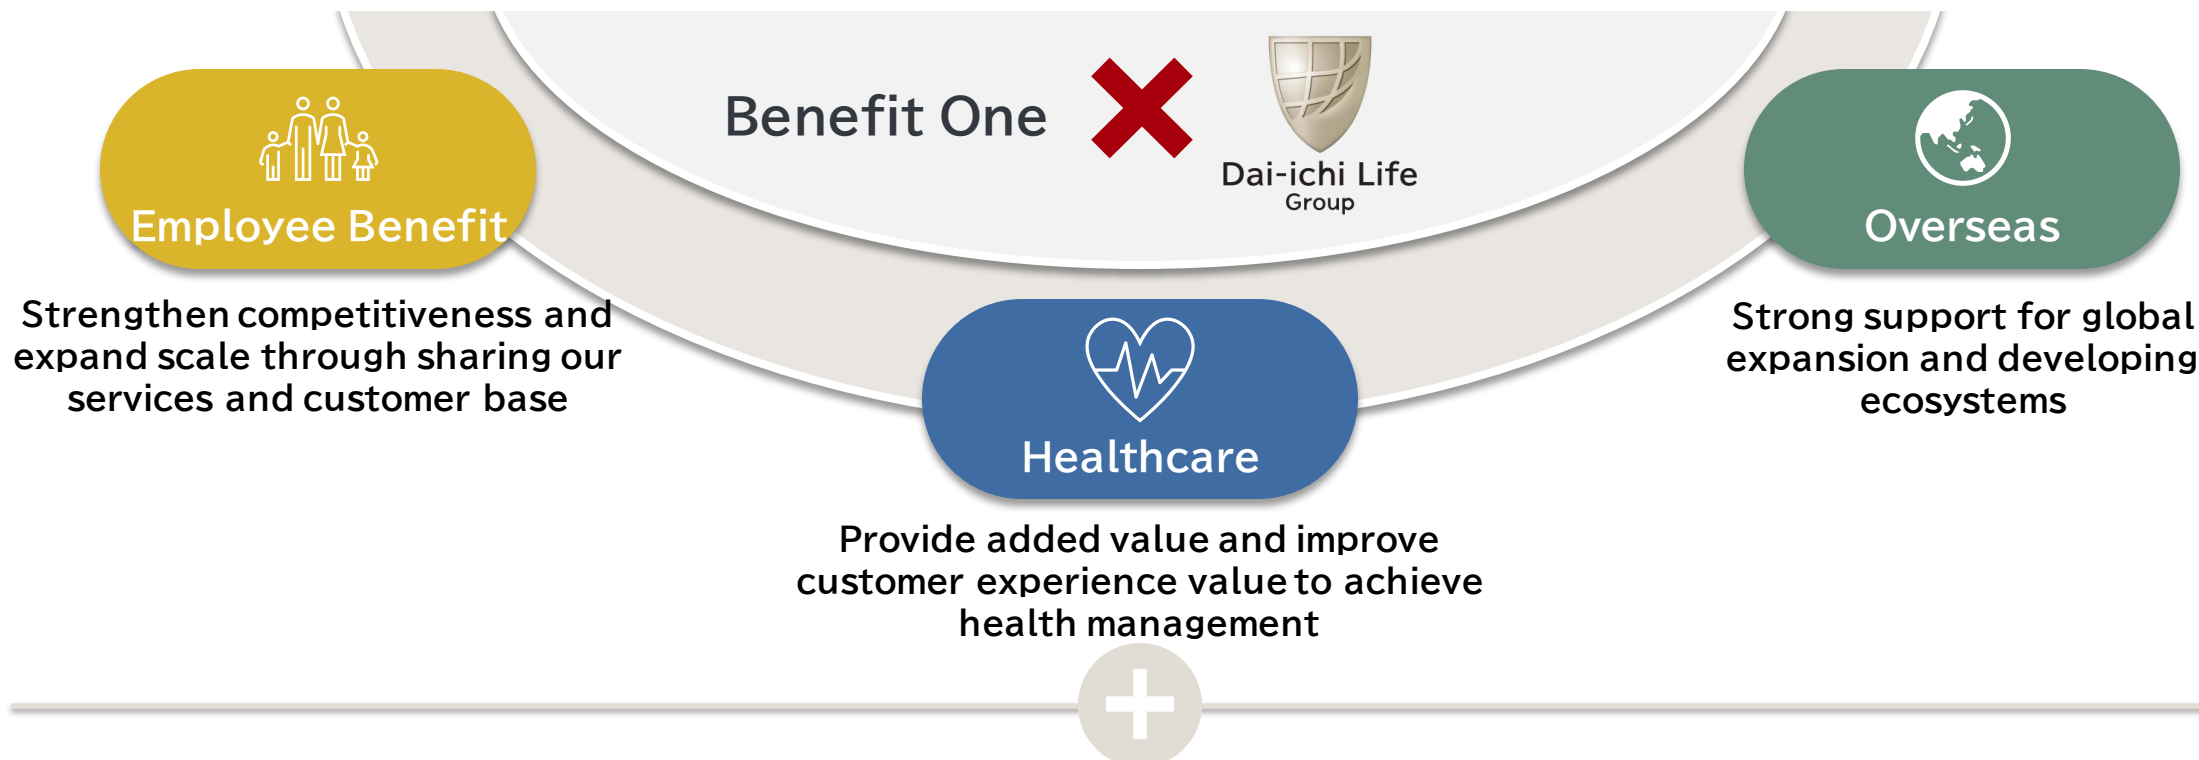 Benefit One
Dai-ichi Life
Group
Employee Benefit
Strengthen competitiveness and
expand scale through sharing our
services and customer base
Healthcare
Provide added value and improve
customer experience value to achieve
health management
Overseas
Strong support for global
expansion and developing
ecosystems